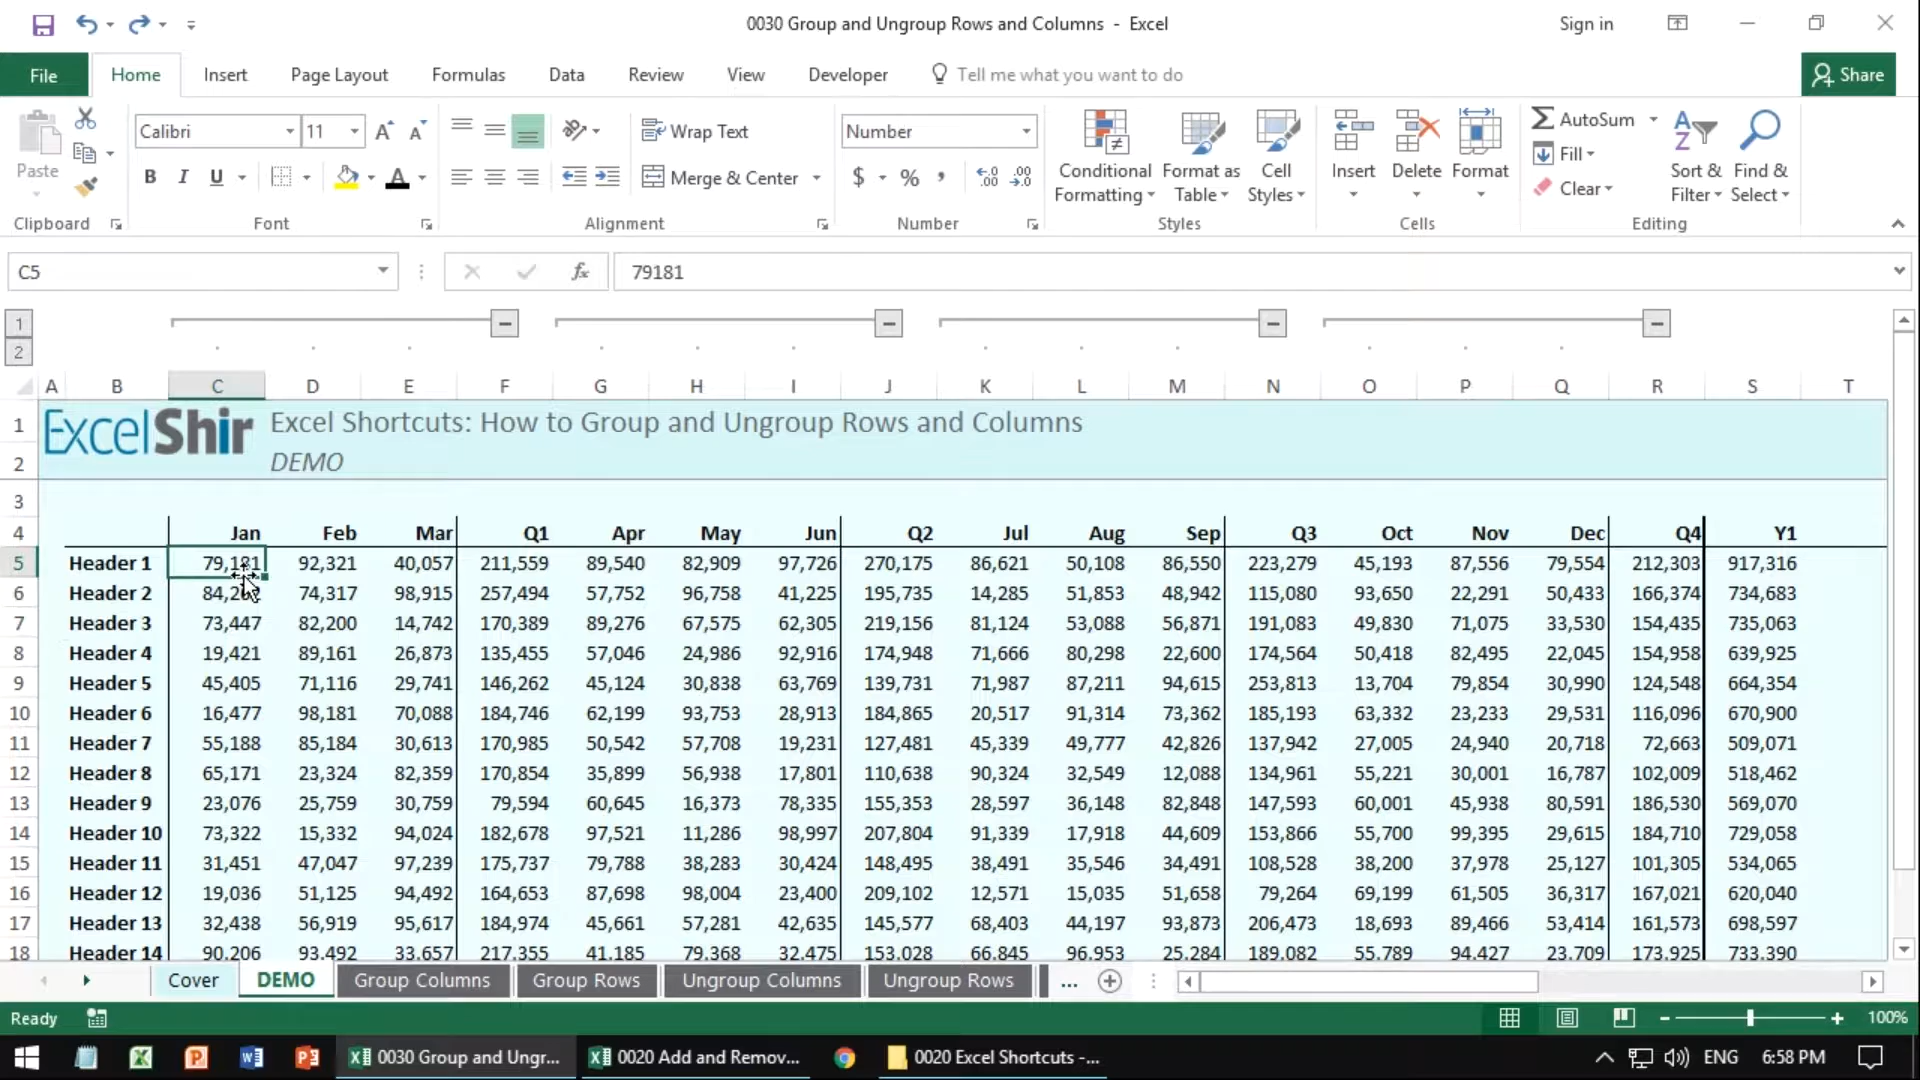 0030 Group and Ungroup Rows and Columns - Excel
Sign in
File Home Insert Page Layout Formulas Data Review View Developer Tell me what you want to do Share
Paste
Calibri 11
B I U A
Wrap Text
Merge & Center
Number
$ % ,
Conditional Formatting
Format as Table
Cell Styles
Insert
Delete
Format
AutoSum
Fill
Clear
Sort & Filter
Find & Select
Clipboard Font Alignment Number Styles Cells Editing
C5 fx 79181
1
2
A B C D E F G H I J K L M N O P Q R S T
1 ExcelShir Excel Shortcuts: How to Group and Ungroup Rows and Columns
2 DEMO
3
4 Jan Feb Mar Q1 Apr May Jun Q2 Jul Aug Sep Q3 Oct Nov Dec Q4 Y1
5 Header 1 79,181 92,321 40,057 211,559 89,540 82,909 97,726 270,175 86,621 50,108 86,550 223,279 45,193 87,556 79,554 212,303 917,316
6 Header 2 74,317 98,915 257,494 57,752 96,758 41,225 195,735 14,285 51,853 48,942 115,080 93,650 22,291 50,433 166,374 734,683
7 Header 3 73,447 82,200 14,742 170,389 89,276 67,575 62,305 219,156 81,124 53,088 56,871 191,083 49,830 71,075 33,530 154,435 735,063
8 Header 4 19,421 89,161 26,873 135,455 57,046 24,986 92,916 174,948 71,666 80,298 22,600 174,564 50,418 82,495 22,045 154,958 639,925
9 Header 5 45,405 71,116 29,741 146,262 45,124 30,838 63,769 139,731 71,987 87,211 94,615 253,813 13,704 79,854 30,990 124,548 664,354
10 Header 6 16,477 98,181 70,088 184,746 62,199 93,753 28,913 184,865 20,517 91,314 73,362 185,193 63,332 23,233 29,531 116,096 670,900
11 Header 7 55,188 85,184 30,613 170,985 50,542 57,708 19,231 127,481 45,339 49,777 42,826 137,942 27,005 24,940 20,718 72,663 509,071
12 Header 8 65,171 23,324 82,359 170,854 35,899 56,938 17,801 110,638 90,324 32,549 12,088 134,961 55,221 30,001 16,787 102,009 518,462
13 Header 9 23,076 25,759 30,759 79,594 60,645 16,373 78,335 155,353 28,597 36,148 82,848 147,593 60,001 45,938 80,591 186,530 569,070
14 Header 10 73,322 15,332 94,024 182,678 97,521 11,286 98,997 207,804 91,339 17,918 44,609 153,866 55,700 99,395 29,615 184,710 729,058
15 Header 11 31,451 47,047 97,239 175,737 79,788 38,283 30,424 148,495 38,491 35,546 34,491 108,528 38,200 37,978 25,127 101,305 534,065
16 Header 12 19,036 51,125 94,492 164,653 87,698 98,004 23,400 209,102 12,571 15,035 51,658 79,264 69,199 61,505 36,317 167,021 620,040
17 Header 13 32,438 56,919 95,617 184,974 45,661 57,281 42,635 145,577 68,403 44,197 93,873 206,473 18,693 89,466 53,414 161,573 698,597
18 Header 14 90,206 93,492 33,657 217,355 41,185 79,368 32,475 153,028 66,845 96,953 25,284 189,082 55,789 94,427 23,709 173,925 733,390
Cover DEMO Group Columns Group Rows Ungroup Columns Ungroup Rows ...
Ready 100%
0030 Group and Ungr... 0020 Add and Remov... 0020 Excel Shortcuts -... ENG 6:58 PM